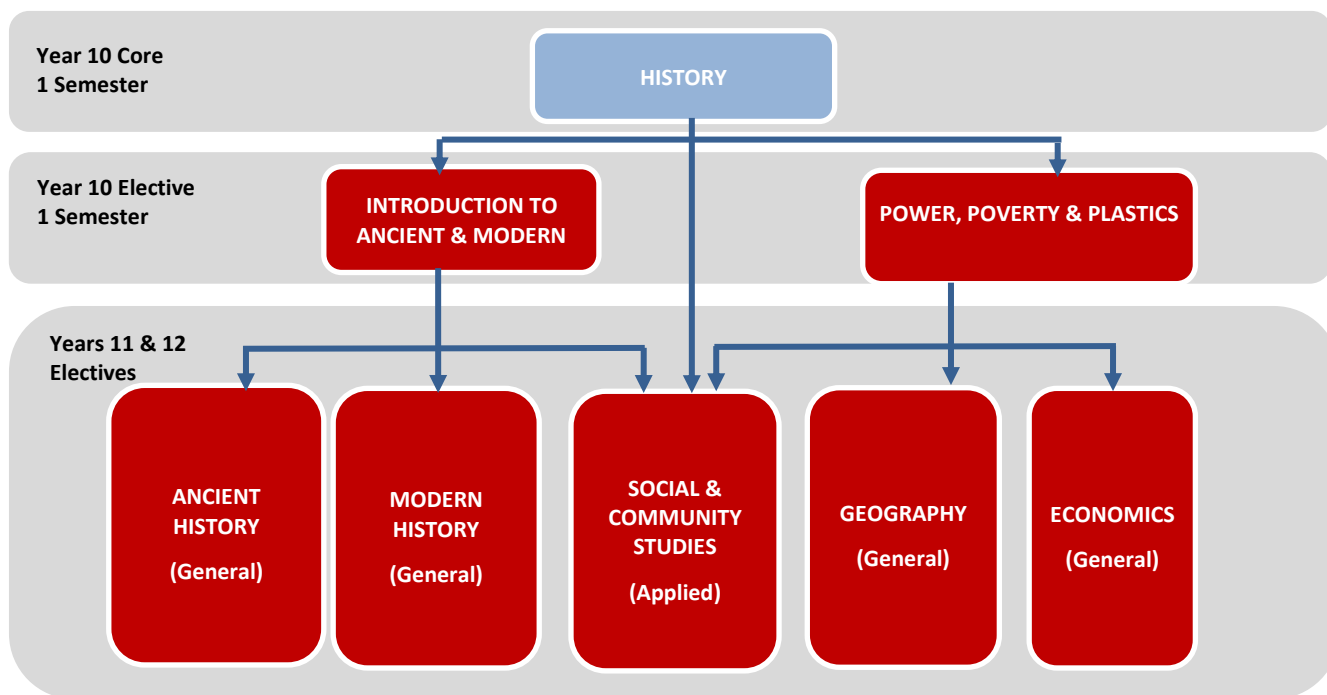 Year 10 Core
1 Semester
HISTORY
Year 10 Elective
1 Semester
INTRODUCTION TO
ANCIENT & MODERN
POWER, POVERTY & PLASTICS
Years 11 & 12
Electives
ANCIENT
HISTORY
(General)
MODERN
HISTORY
(General)
SOCIAL &
COMMUNITY
STUDIES
(Applied)
GEOGRAPHY
(General)
ECONOMICS
(General)